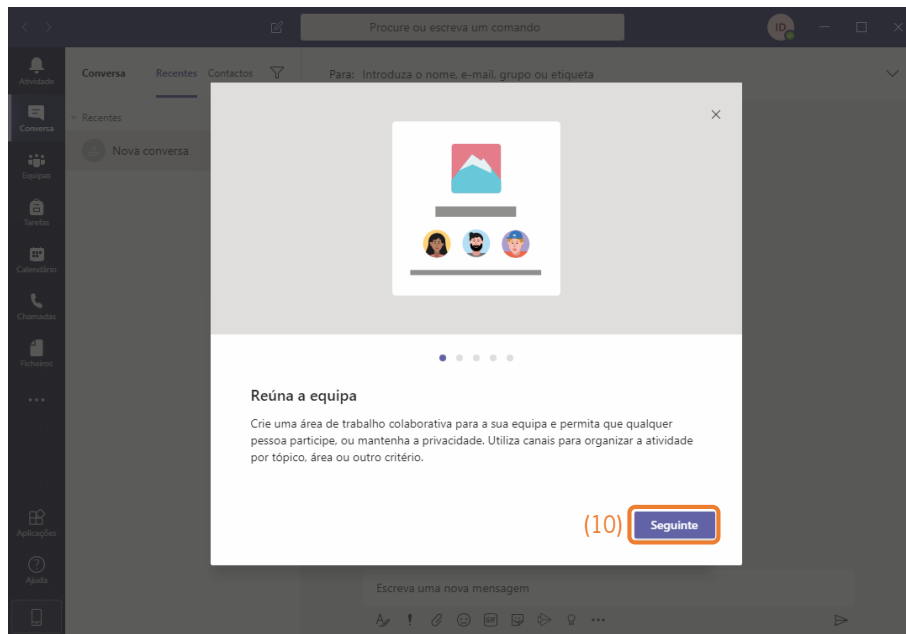 Procure ou escreva um comando
ID
Atividade
Conversa
Equipas
Tarefas
Calendário
Chamadas
Ficheiros
Aplicações
Ajuda
Conversa Recentes Contactos
Recentes
Nova conversa
Para: Introduza o nome, e-mail, grupo ou etiqueta
Reúna a equipa
Crie uma área de trabalho colaborativa para a sua equipa e permita que qualquer
pessoa participe, ou mantenha a privacidade. Utiliza canais para organizar a atividade
por tópico, área ou outro critério.
(10) Seguinte
Escreva uma nova mensagem
GIF